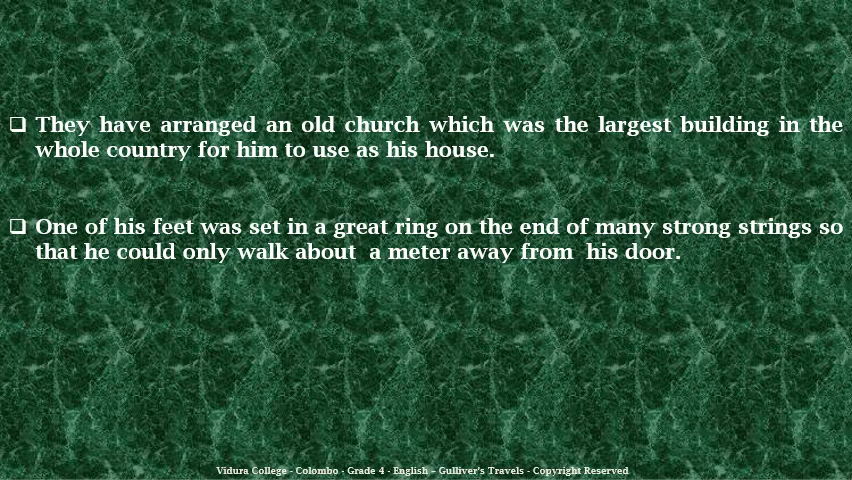 ❑ They have arranged an old church which was the largest building in the
whole country for him to use as his house.
❑ One of his feet was set in a great ring on the end of many strong strings so
that he could only walk about  a meter away from  his door.
Vidura College - Colombo - Grade 4 - English – Gulliver's Travels - Copyright Reserved